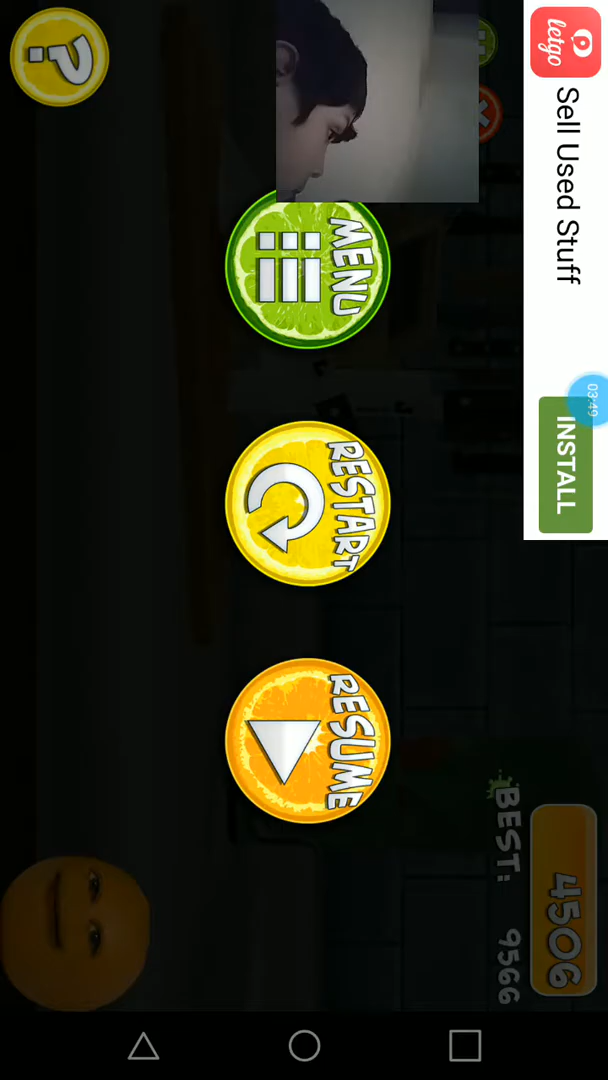 letgo
Sell Used Stuff
03:49
INSTALL
?
MENU
RESTART
RESUME
4506
BEST: 9566